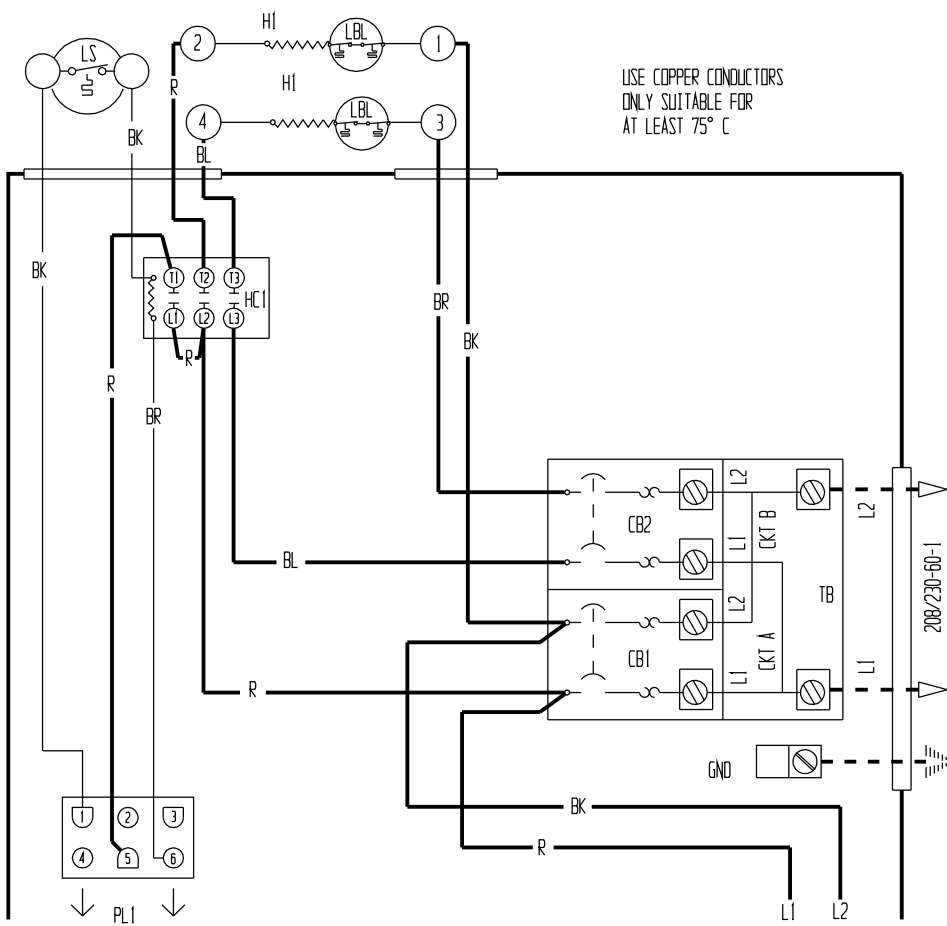 H1
LS
2
LBL
1
R
H1
USE COPPER CONDUCTORS
ONLY SUITABLE FOR
AT LEAST 75° C
4
LBL
3
BK
BL
BK
T1 T2 T3
HC1
L1 L2 L3
BR
BK
R
R
BR
L2
CKT B
L2
CB2
L1
BL
208/230-60-1
TB
L2
CB1
CKT A
L1
L1
R
GND
BK
1 2 3
4 5 6
R
PL1
L1 L2